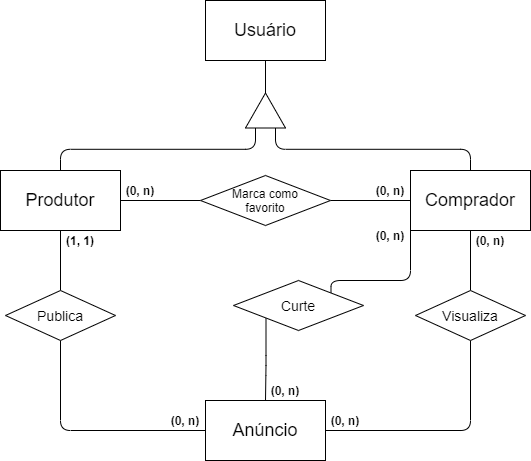 Usuário
Produtor
(0, n)
Marca como
favorito
(0, n)
Comprador
(1, 1)
(0, n)
(0, n)
Publica
Curte
Visualiza
(0, n)
(0, n)
Anúncio
(0, n)